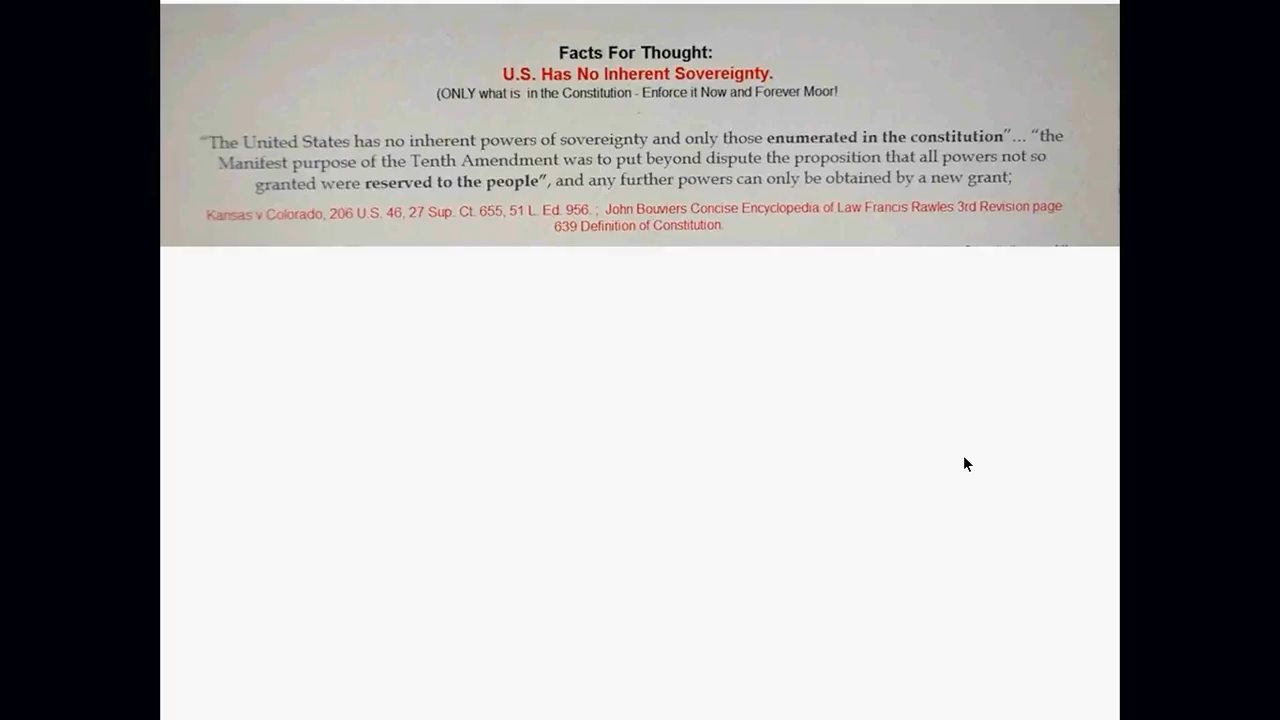 Facts For Thought:
U.S. Has No Inherent Sovereignty.
(ONLY what is in the Constitution - Enforce it Now and Forever Moor!
"The United States has no inherent powers of sovereignty and only those enumerated in the constitution"... "the
Manifest purpose of the Tenth Amendment was to put beyond dispute the proposition that all powers not so
granted were reserved to the people", and any further powers can only be obtained by a new grant;
Kansas v Colorado, 206 U.S. 46, 27 Sup. Ct. 655, 51 L. Ed. 956. ; John Bouviers Concise Encyclopedia of Law Francis Rawles 3rd Revision page
639 Definition of Constitution.